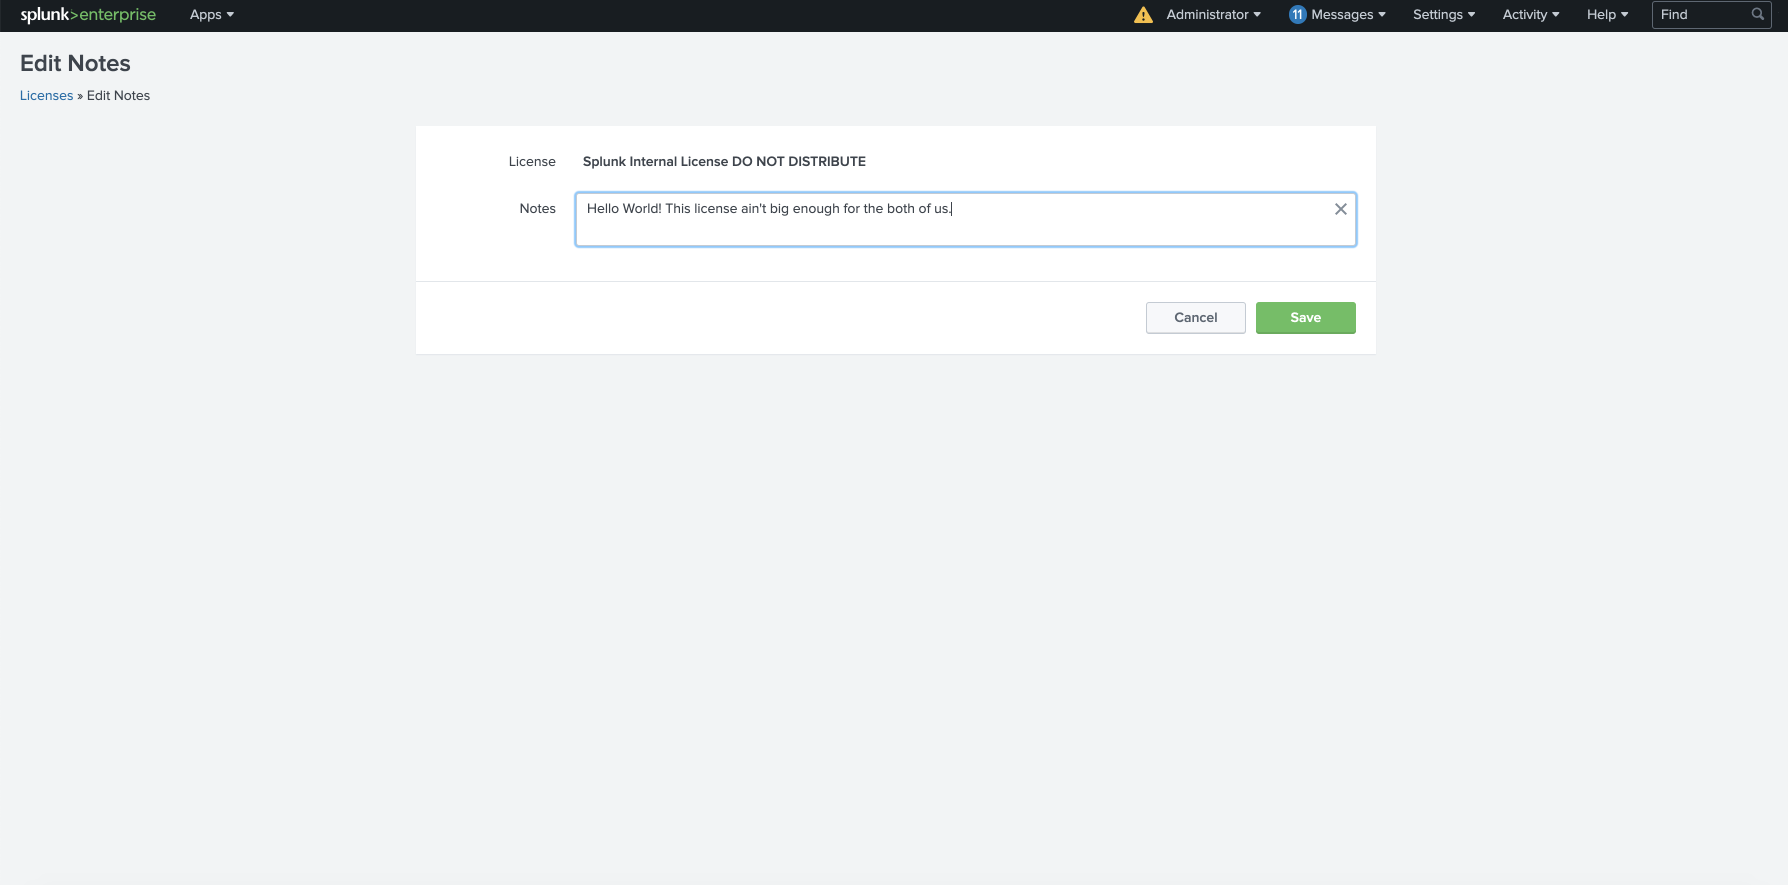 splunk>enterprise Apps Administrator 11 Messages Settings Activity Help Find
Edit Notes
Licenses » Edit Notes
License Splunk Internal License DO NOT DISTRIBUTE
Notes Hello World! This license ain't big enough for the both of us.
Cancel Save